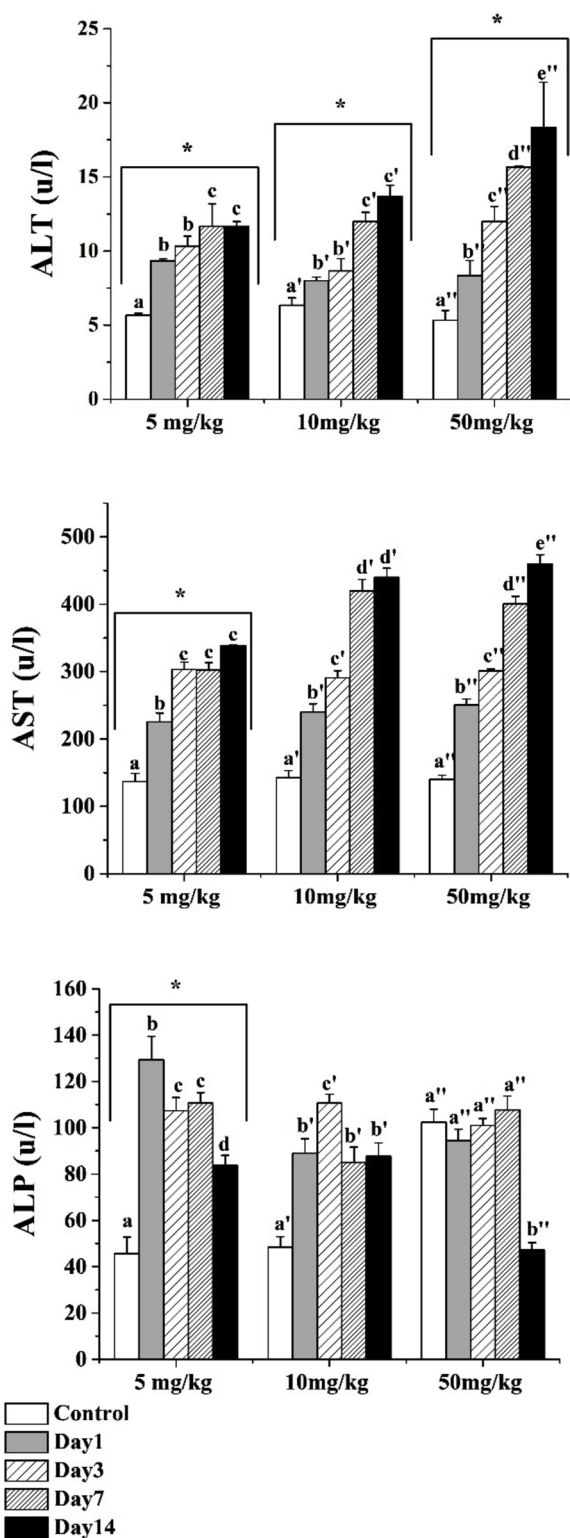 *
25
e''
*
20
d''
*
c'
15
c
c
c'
c''
b
b
ALT (u/l)
10
b'
b'
b''
a'
a
a''
5
0
5 mg/kg
10mg/kg
50mg/kg
500
e''
d'
d'
*
d''
400
c
c
c
c'
c''
AST (u/l)
300
b
b'
b''
200
a
a'
a''
100
0
5 mg/kg
10mg/kg
50mg/kg
160
*
b
140
c'
a''
a''
120
c
c
a''
a''
ALP (u/l)
100
b'
b'
b'
d
80
60
a
a'
b''
40
20
0
5 mg/kg
10mg/kg
50mg/kg
Control
Day1
Day3
Day7
Day14